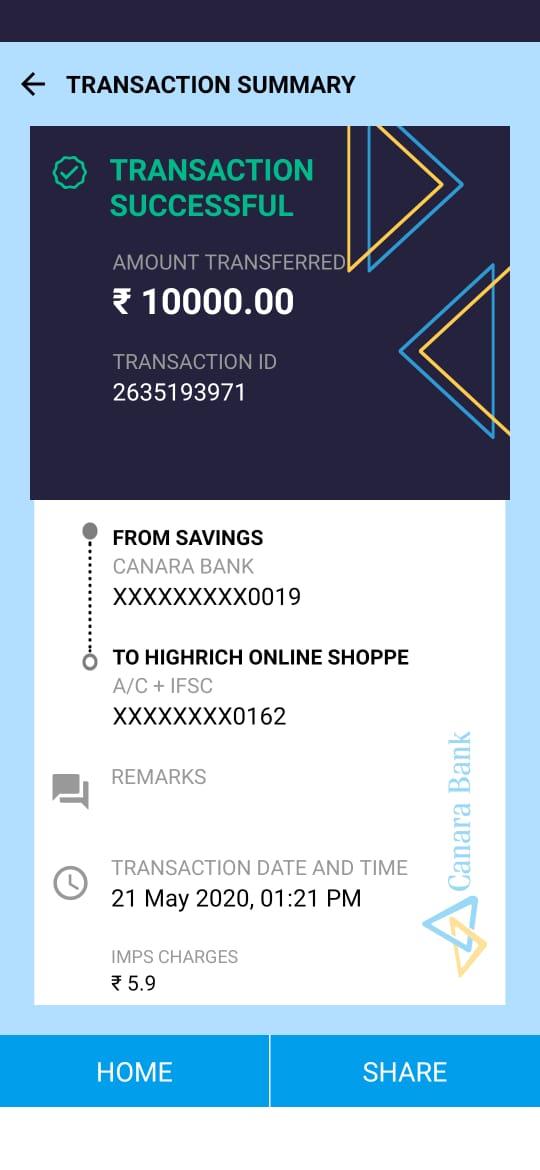 TRANSACTION SUMMARY
TRANSACTION
SUCCESSFUL
AMOUNT TRANSFERRED
₹ 10000.00
TRANSACTION ID
2635193971
FROM SAVINGS
CANARA BANK
XXXXXXXXX0019
TO HIGHRICH ONLINE SHOPPE
A/C + IFSC
XXXXXXXX0162
REMARKS
TRANSACTION DATE AND TIME
21 May 2020, 01:21 PM
IMPS CHARGES
₹ 5.9
Canara Bank
HOME
SHARE